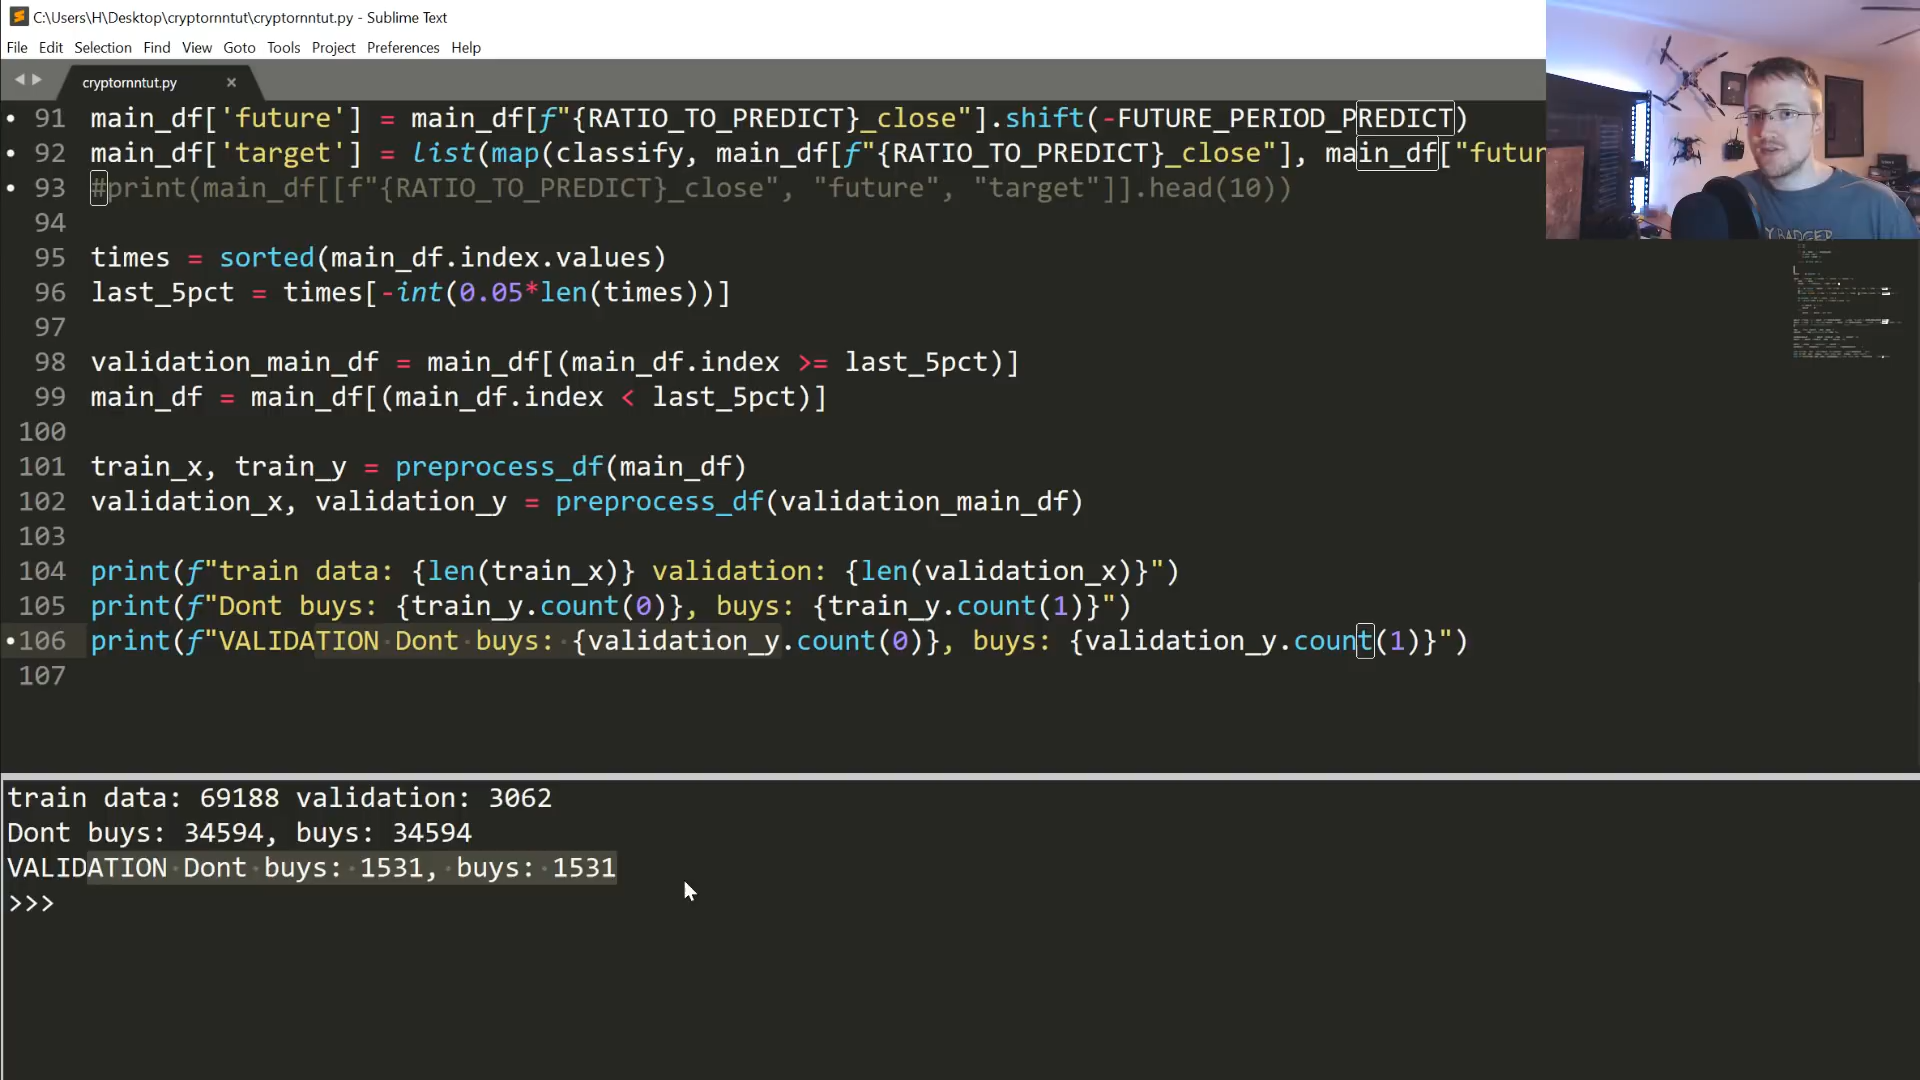 C:\Users\H\Desktop\cryptornntut\cryptornntut.py - Sublime Text
File Edit Selection Find View Goto Tools Project Preferences Help
cryptornntut.py ×
91 main_df['future'] = main_df[f"{RATIO_TO_PREDICT}_close"].shift(-FUTURE_PERIOD_PREDICT)
92 main_df['target'] = list(map(classify, main_df[f"{RATIO_TO_PREDICT}_close"], main_df["futur
93 #print(main_df[[f"{RATIO_TO_PREDICT}_close", "future", "target"]].head(10))
94
95 times = sorted(main_df.index.values)
96 last_5pct = times[-int(0.05*len(times))]
97
98 validation_main_df = main_df[(main_df.index >= last_5pct)]
99 main_df = main_df[(main_df.index < last_5pct)]
100
101 train_x, train_y = preprocess_df(main_df)
102 validation_x, validation_y = preprocess_df(validation_main_df)
103
104 print(f"train data: {len(train_x)} validation: {len(validation_x)}")
105 print(f"Dont buys: {train_y.count(0)}, buys: {train_y.count(1)}")
106 print(f"VALIDATION Dont buys: {validation_y.count(0)}, buys: {validation_y.count(1)}")
107
train data: 69188 validation: 3062
Dont buys: 34594, buys: 34594
VALIDATION Dont buys: 1531, buys: 1531
>>>